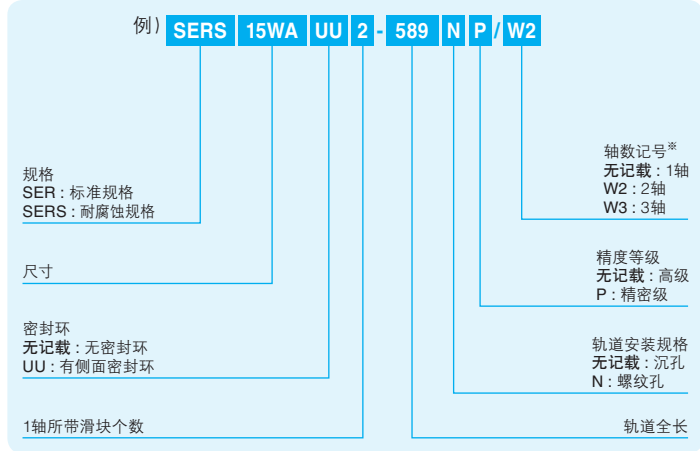 例) SERS 15WA UU 2 - 589 N P / W2
规格
SER : 标准规格
SERS : 耐腐蚀规格
尺寸
密封环
无记载 : 无密封环
UU : 有侧面密封环
1轴所带滑块个数
轴数记号※
无记载 : 1轴
W2 : 2轴
W3 : 3轴
精度等级
无记载 : 高级
P : 精密级
轨道安装规格
无记载 : 沉孔
N : 螺纹孔
轨道全长